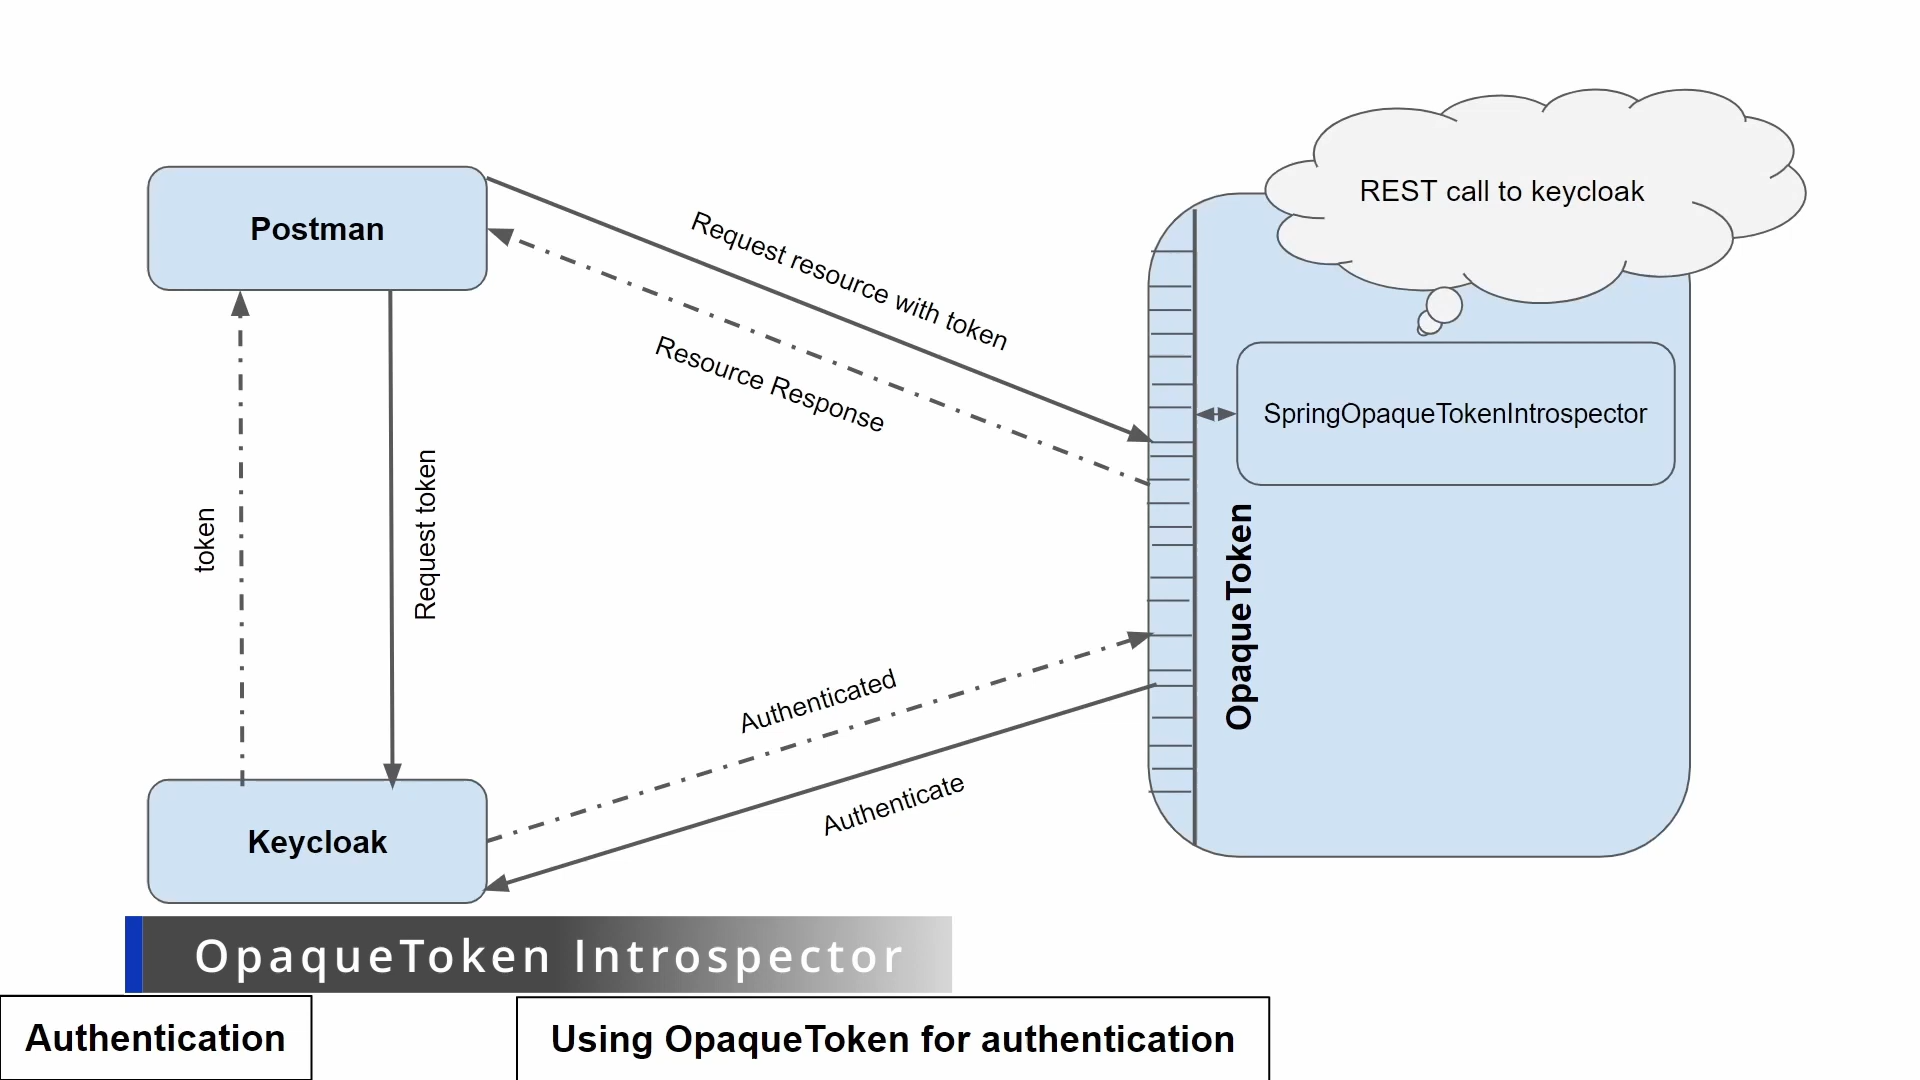 REST call to keycloak
Postman
Request resource with token
Resource Response
SpringOpaqueTokenIntrospector
token
Request token
OpaqueToken
Authenticated
Authenticate
Keycloak
OpaqueToken Introspector
Authentication
Using OpaqueToken for authentication